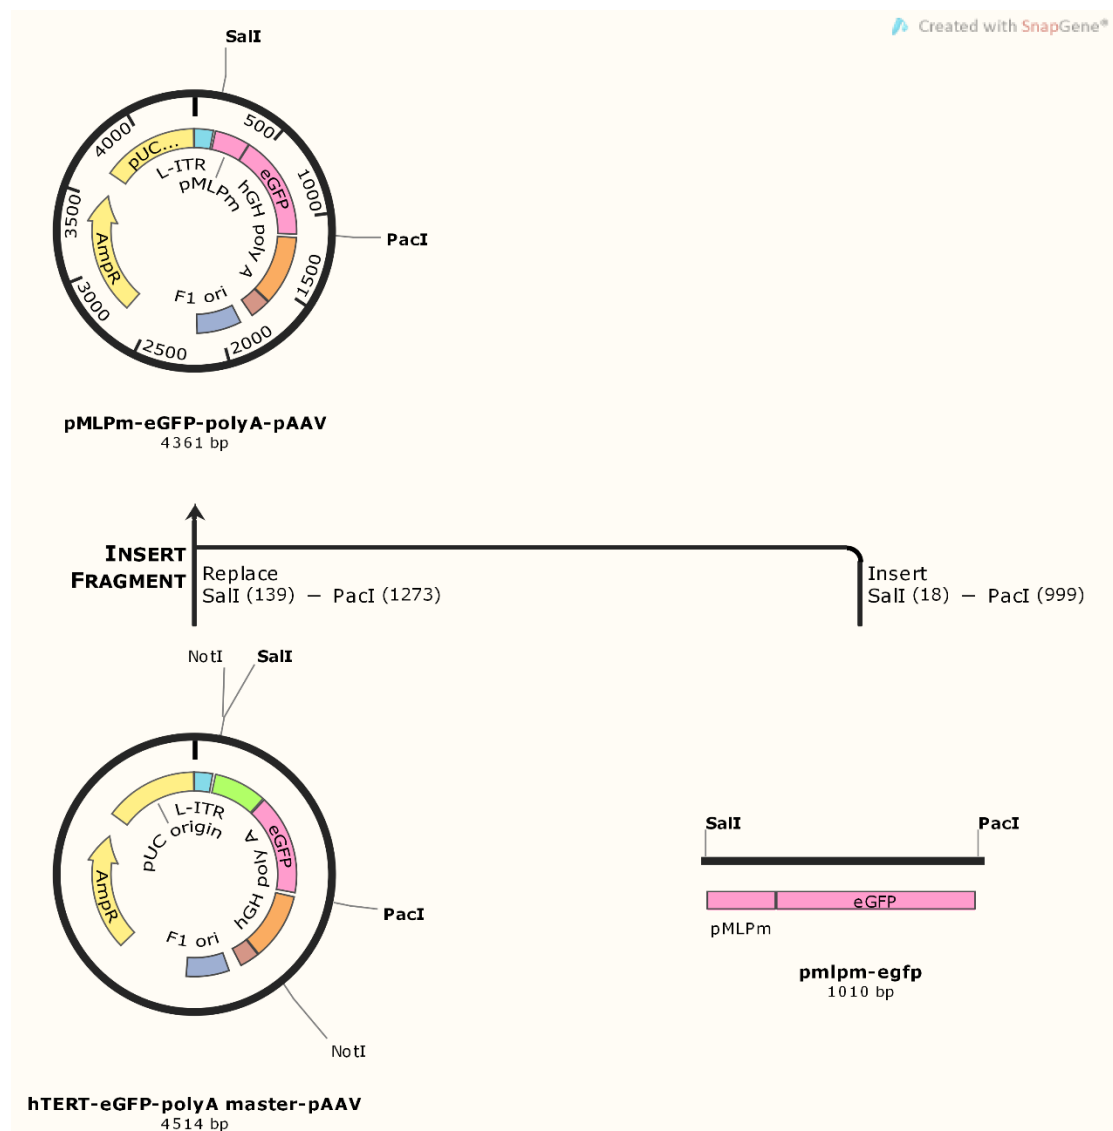 Created with SnapGene®
SalI
4000
500
pUC...
L-ITR
pMLPm
eGFP
1000
3500
hGH poly A
PacI
AmpR
F1 ori
1500
3000
2500
2000
pMLPm-eGFP-polyA-pAAV
4361 bp
INSERT
FRAGMENT
Replace
SalI (139) – PacI (1273)
Insert
SalI (18) – PacI (999)
NotI
SalI
L-ITR
pUC origin
eGFP
hGH poly A
AmpR
PacI
F1 ori
NotI
hTERT-eGFP-polyA master-pAAV
4514 bp
SalI
PacI
eGFP
pMLPm
pmlpm-egfp
1010 bp